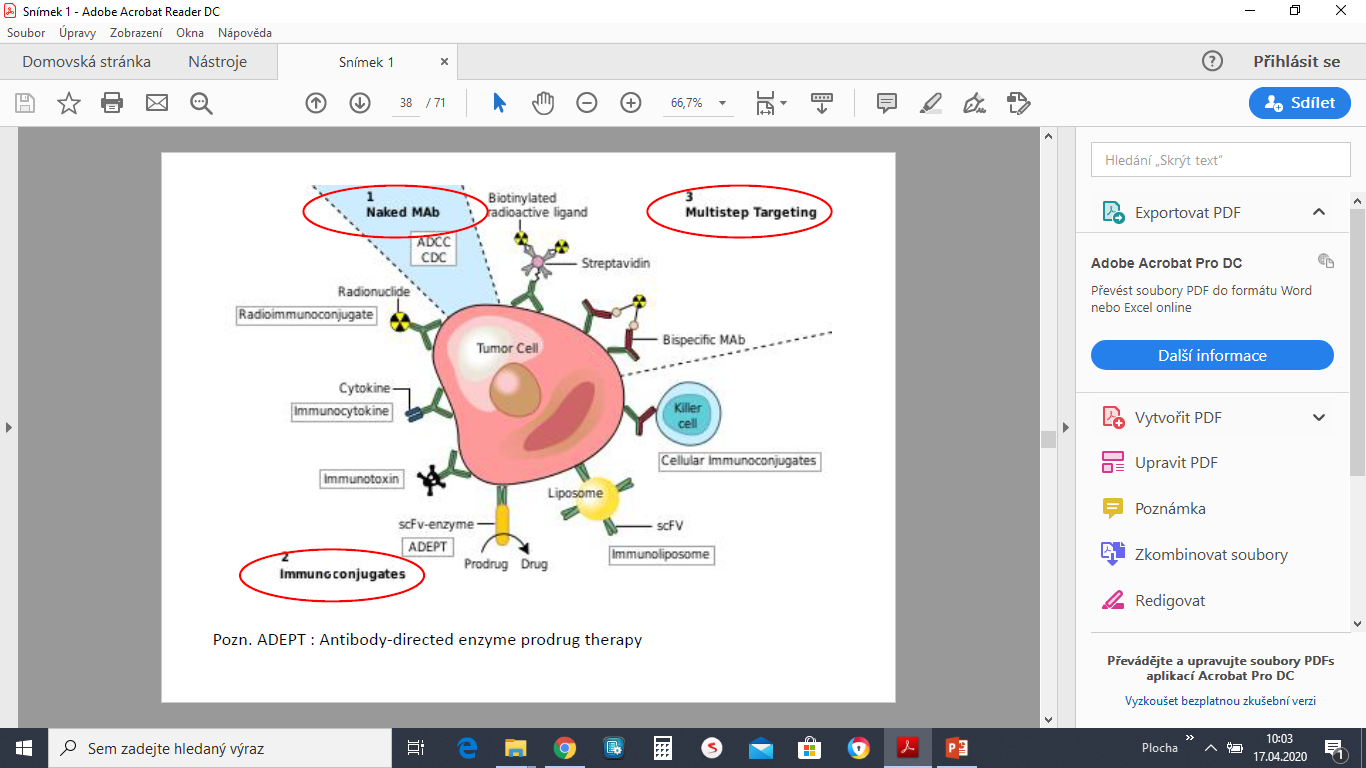 Snímek 1 - Adobe Acrobat Reader DC
Soubor Úpravy Zobrazení Okna Nápověda
Domovská stránka Nástroje Snímek 1 × Přihlásit se
38 / 71 66,7% Sdílet
1
Naked MAb
ADCC
CDC
Biotinylated
radioactive ligand
3
Multistep Targeting
Streptavidin
Radionuclide
Radioimmunoconjugate
Bispecific MAb
Tumor Cell
Cytokine
Immunocytokine
Killer
cell
Cellular Immunoconjugates
Immunotoxin
Liposome
scFv-enzyme
scFV
ADEPT
Immunoliposome
Prodrug Drug
2
Immunoconjugates
Pozn. ADEPT : Antibody-directed enzyme prodrug therapy
Hledání „Skrýt text"
Exportovat PDF
Adobe Acrobat Pro DC
Převést soubory PDF do formátu Word
nebo Excel online
Další informace
Vytvořit PDF
Upravit PDF
Poznámka
Zkombinovat soubory
Redigovat
Převádějte a upravujte soubory PDFs
aplikací Acrobat Pro DC
Vyzkoušet bezplatnou zkušební verzi
Sem zadejte hledaný výraz
Plocha
10:03
17.04.2020
1